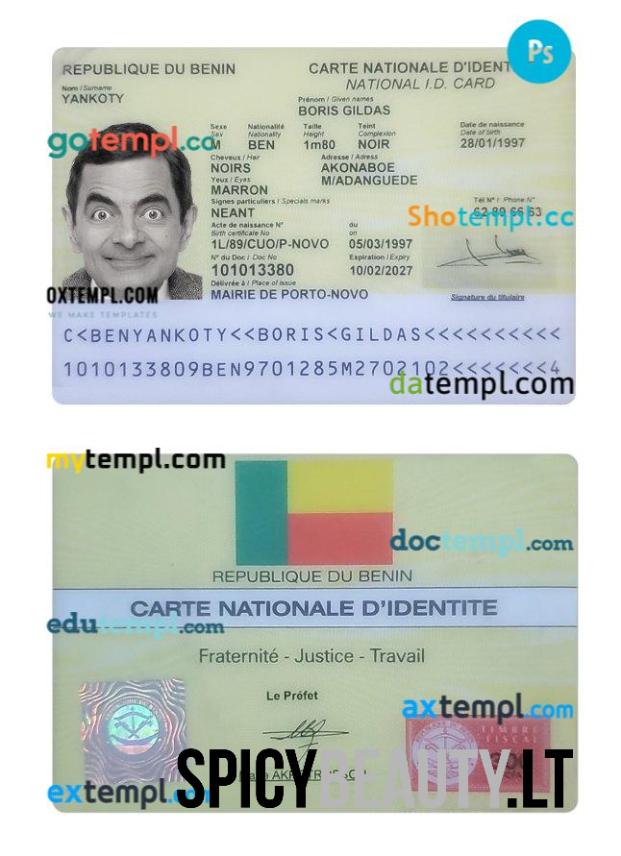 Ps
REPUBLIQUE DU BENIN
CARTE NATIONALE D'IDENT
NATIONAL I.D. CARD
Nom / Surname
YANKOTY
Prénom / Given names
BORIS GILDAS
Sexe Nationalité Taille Teint Date de naissance
Sex Nationality Height Complexion Date of birth
M BEN 1m80 NOIR 28/01/1997
gotempl.co
Cheveux / Hair Adresse / Adress
NOIRS AKONABOE
Yeux / Eyes M/ADANGUEDE
MARRON
Signes particuliers / Specials marks Tél N° / Phone N°
NEANT 62 80 66 63
Shotempl.cc
Acte de naissance N° du
Birth certificate No on
1L/89/CUO/P-NOVO 05/03/1997
N° du Doc / Doc No Expiration / Expiry
101013380 10/02/2027
Délivrée à / Place of issue
MAIRIE DE PORTO-NOVO Signature du titulaire
OXTEMPL.COM
WE MAKE TEMPLATES
C<BENYANKOTY<<BORIS<GILDAS<<<<<<<<<<
1010133809BEN9701285M2702102<<<<<<<4
datempl.com
mytempl.com
doctempl.com
REPUBLIQUE DU BENIN
CARTE NATIONALE D'IDENTITE
edutempl.com
Fraternité - Justice - Travail
Le Préfet
axtempl.com
TIMBRE
FISCAL
extempl.com
SPICYBEAUTY.LT